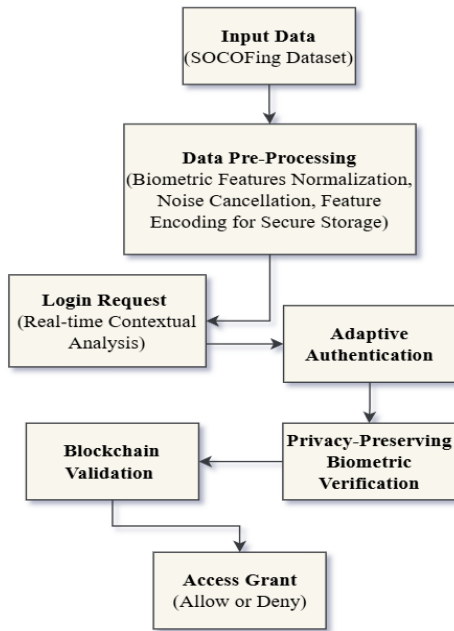 Input Data
(SOCOFing Dataset)
Data Pre-Processing
(Biometric Features Normalization,
Noise Cancellation, Feature
Encoding for Secure Storage)
Login Request
(Real-time Contextual
Analysis)
Adaptive
Authentication
Privacy-Preserving
Biometric
Verification
Blockchain
Validation
Access Grant
(Allow or Deny)